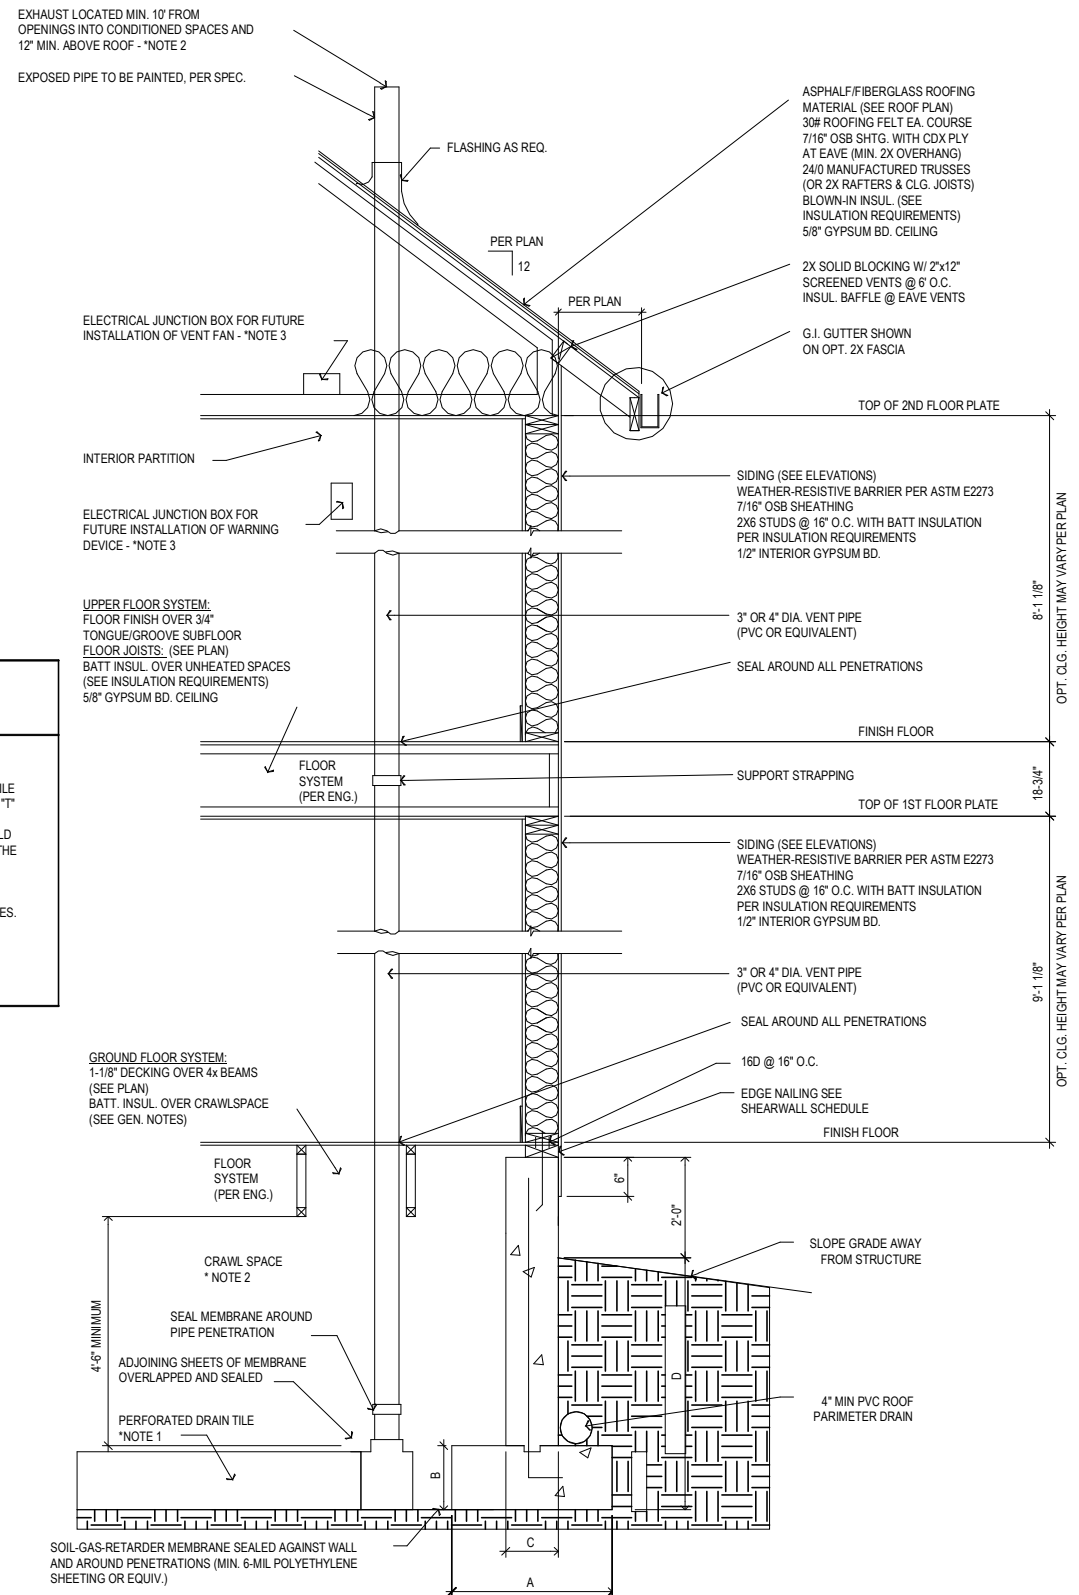 EXHAUST LOCATED MIN. 10' FROM
OPENINGS INTO CONDITIONED SPACES AND
12" MIN. ABOVE ROOF - *NOTE 2
EXPOSED PIPE TO BE PAINTED, PER SPEC.
FLASHING AS REQ.
ASPHALF/FIBERGLASS ROOFING
MATERIAL (SEE ROOF PLAN)
30# ROOFING FELT EA. COURSE
7/16" OSB SHTG. WITH CDX PLY
AT EAVE (MIN. 2X OVERHANG)
24/0 MANUFACTURED TRUSSES
(OR 2X RAFTERS & CLG. JOISTS)
BLOWN-IN INSUL. (SEE
INSULATION REQUIREMENTS)
5/8" GYPSUM BD. CEILING
PER PLAN
12
2X SOLID BLOCKING W/ 2"x12"
SCREENED VENTS @ 6' O.C.
INSUL. BAFFLE @ EAVE VENTS
PER PLAN
ELECTRICAL JUNCTION BOX FOR FUTURE
INSTALLATION OF VENT FAN - *NOTE 3
G.I. GUTTER SHOWN
ON OPT. 2X FASCIA
TOP OF 2ND FLOOR PLATE
INTERIOR PARTITION
SIDING (SEE ELEVATIONS)
WEATHER-RESISTIVE BARRIER PER ASTM E2273
7/16" OSB SHEATHING
2X6 STUDS @ 16" O.C. WITH BATT INSULATION
PER INSULATION REQUIREMENTS
1/2" INTERIOR GYPSUM BD.
ELECTRICAL JUNCTION BOX FOR
FUTURE INSTALLATION OF WARNING
DEVICE - *NOTE 3
8'-1 1/8"
OPT. CLG. HEIGHT MAY VARY PER PLAN
UPPER FLOOR SYSTEM:
FLOOR FINISH OVER 3/4"
TONGUE/GROOVE SUBFLOOR
FLOOR JOISTS: (SEE PLAN)
BATT INSUL. OVER UNHEATED SPACES
(SEE INSULATION REQUIREMENTS)
5/8" GYPSUM BD. CEILING
3" OR 4" DIA. VENT PIPE
(PVC OR EQUIVALENT)
SEAL AROUND ALL PENETRATIONS
FINISH FLOOR
FLOOR
SYSTEM
(PER ENG.)
SUPPORT STRAPPING
18-3/4"
TOP OF 1ST FLOOR PLATE
ILE
"T"
LD
THE
ES.
SIDING (SEE ELEVATIONS)
WEATHER-RESISTIVE BARRIER PER ASTM E2273
7/16" OSB SHEATHING
2X6 STUDS @ 16" O.C. WITH BATT INSULATION
PER INSULATION REQUIREMENTS
1/2" INTERIOR GYPSUM BD.
9'-1 1/8"
OPT. CLG. HEIGHT MAY VARY PER PLAN
3" OR 4" DIA. VENT PIPE
(PVC OR EQUIVALENT)
SEAL AROUND ALL PENETRATIONS
GROUND FLOOR SYSTEM:
1-1/8" DECKING OVER 4x BEAMS
(SEE PLAN)
BATT. INSUL. OVER CRAWLSPACE
(SEE GEN. NOTES)
16D @ 16" O.C.
EDGE NAILING SEE
SHEARWALL SCHEDULE
FINISH FLOOR
FLOOR
SYSTEM
(PER ENG.)
6"
2'-0"
SLOPE GRADE AWAY
FROM STRUCTURE
CRAWL SPACE
* NOTE 2
4'-6" MINIMUM
SEAL MEMBRANE AROUND
PIPE PENETRATION
ADJOINING SHEETS OF MEMBRANE
OVERLAPPED AND SEALED
PERFORATED DRAIN TILE
*NOTE 1
D
4" MIN PVC ROOF
PARIMETER DRAIN
B
SOIL-GAS-RETARDER MEMBRANE SEALED AGAINST WALL
AND AROUND PENETRATIONS (MIN. 6-MIL POLYETHYLENE
SHEETING OR EQUIV.)
C
A